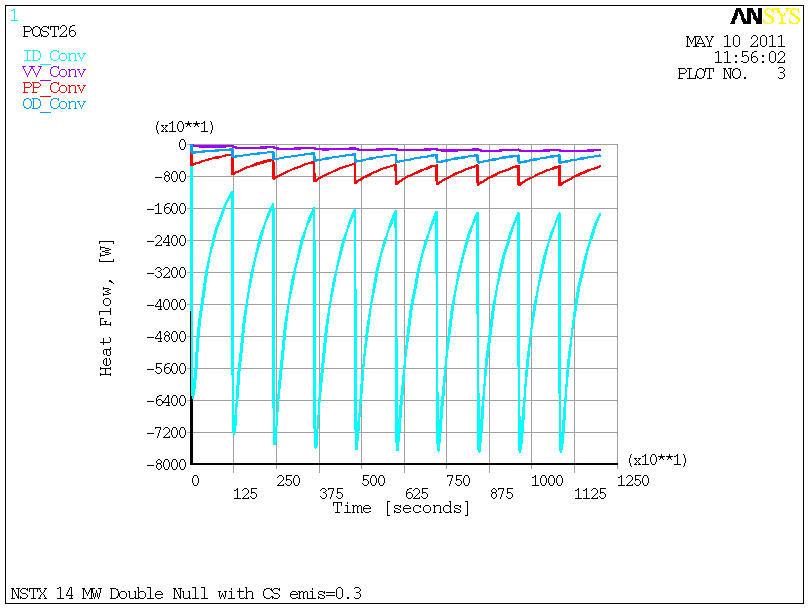 1
ANSYS
POST26
MAY 10 2011
11:56:02
PLOT NO. 3
ID_Conv
VV_Conv
PP_Conv
OD_Conv
(x10**1)
0
-800
-1600
-2400
-3200
-4000
-4800
-5600
-6400
-7200
-8000
Heat Flow, [W]
(x10**1)
0 250 500 750 1000 1250
125 375 625 875 1125
Time [seconds]
NSTX 14 MW Double Null with CS emis=0.3